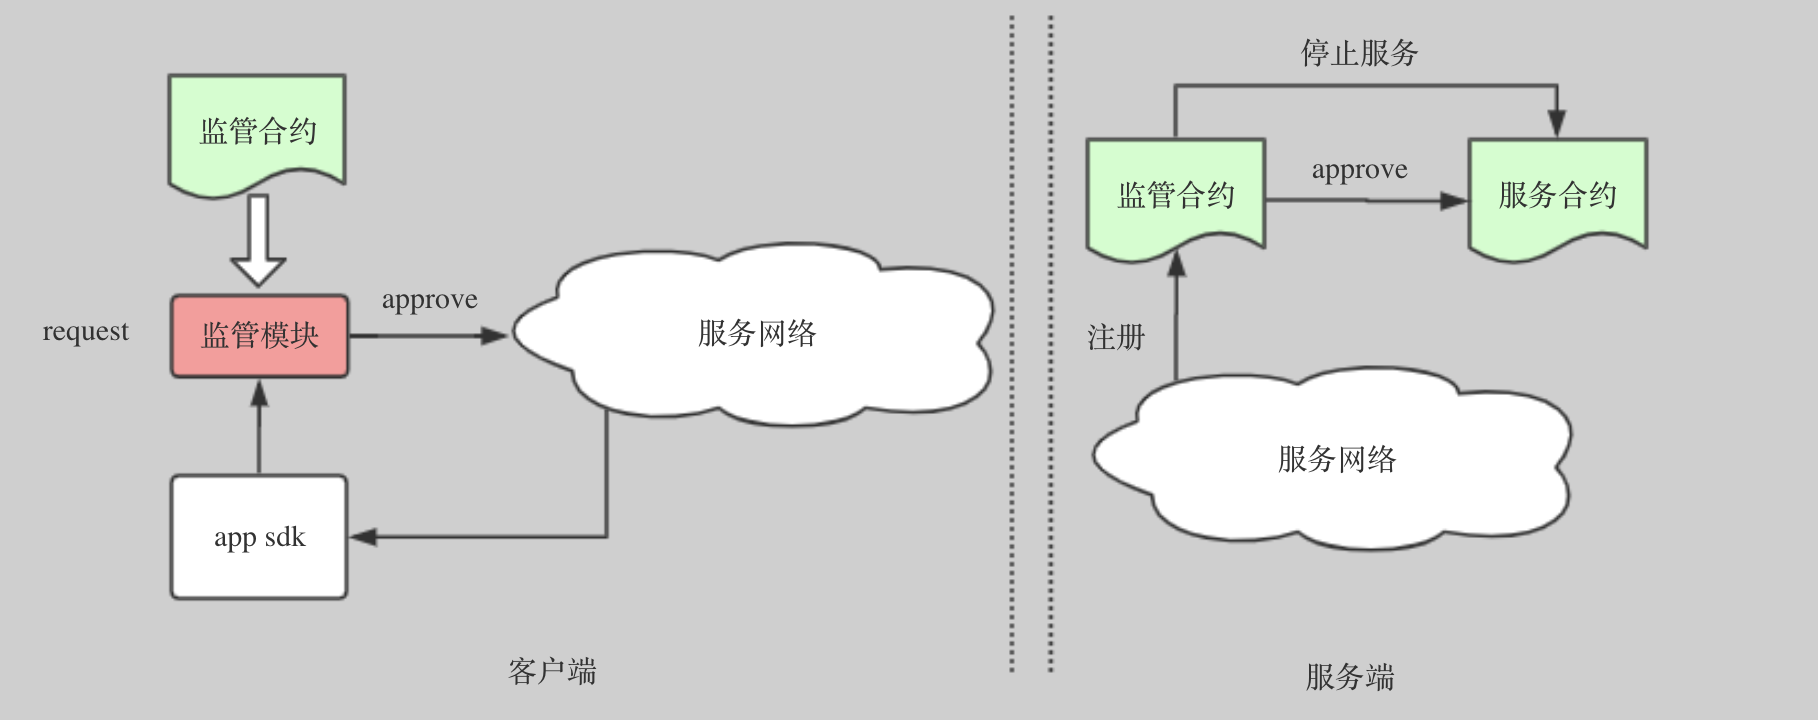 监管合约
request
监管模块
approve
服务网络
app sdk
客户端
停止服务
监管合约
approve
服务合约
注册
服务网络
服务端